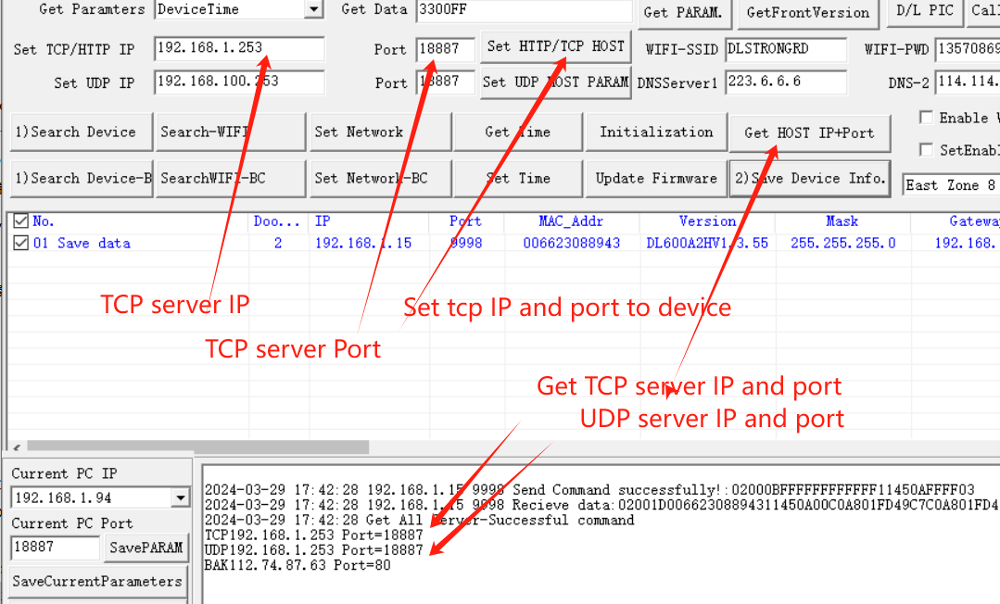 Get Paramters DeviceTime Get Data 3300FF Get PARAM. GetFrontVersion D/L PIC
Set TCP/HTTP IP 192.168.1.253 Port 18887 Set HTTP/TCP HOST WIFI-SSID DLSTRONGRD WIFI-PWD 13570869
Set UDP IP 192.168.100.253 Port 18887 Set UDP HOST PARAM DNSServer1 223.6.6.6 DNS-2 114.114.
1)Search Device Search-WIFI Set Network Get Time Initialization Get HOST IP+Port Enable
1)Search Device-B SearchWIFI-BC Set Network-BC Set Time Update Firmware 2)Save Device Info. SetEnabl
East Zone 8
No. Doo... IP Port MAC_Addr Version Mask Gateway
01 Save data 2 192.168.1.15 9998 006623088943 DL600A2HV1.3.55 255.255.255.0 192.168.
TCP server IP
Set tcp IP and port to device
TCP server Port
Get TCP server IP and port
UDP server IP and port
Current PC IP
192.168.1.94
Current PC Port
18887 SavePARAM
SaveCurrentParameters
2024-03-29 17:42:28 192.168.1.15 9998 Send Command successfully!:02000BFFFFFFFFFFFF11450AFFFF03
2024-03-29 17:42:28 192.168.1.15 9998 Recieve data:02001D00662308894311450A00C0A801FD49C7C0A801FD4
2024-03-29 17:42:28 Get All Server-Successful command
TCP192.168.1.253 Port=18887
UDP192.168.1.253 Port=18887
BAK112.74.87.63 Port=80